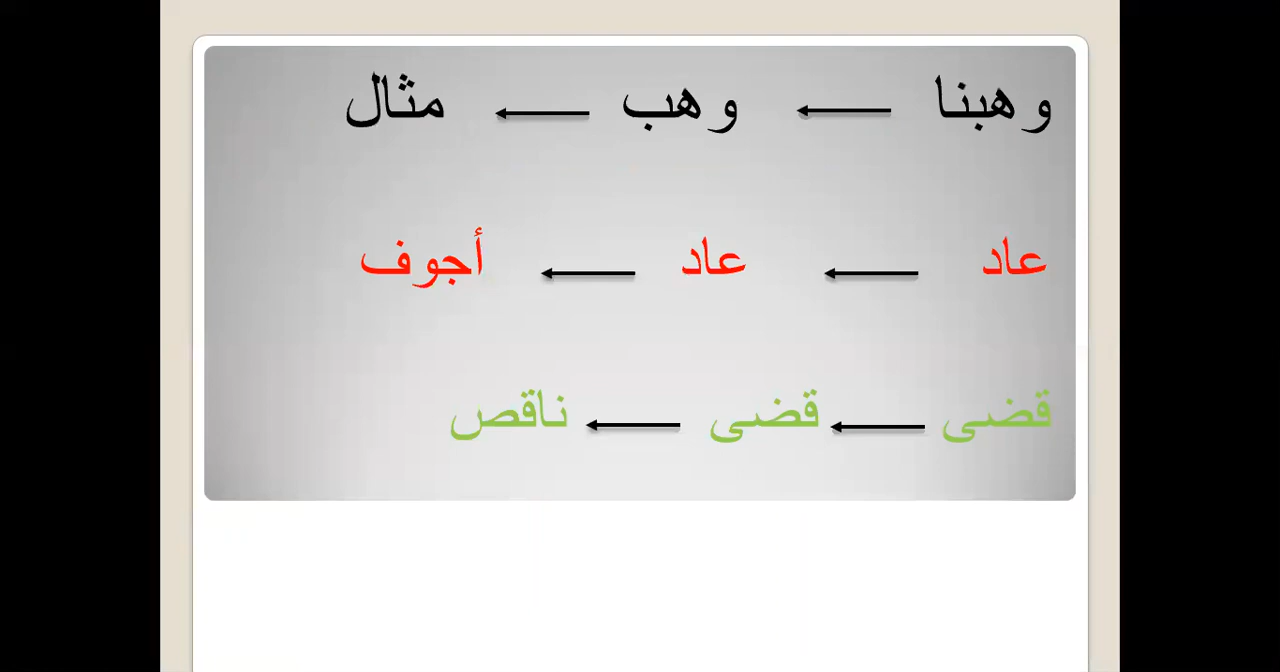 وهبنا وهب مثال
عاد عاد أجوف
قضى قضى ناقص